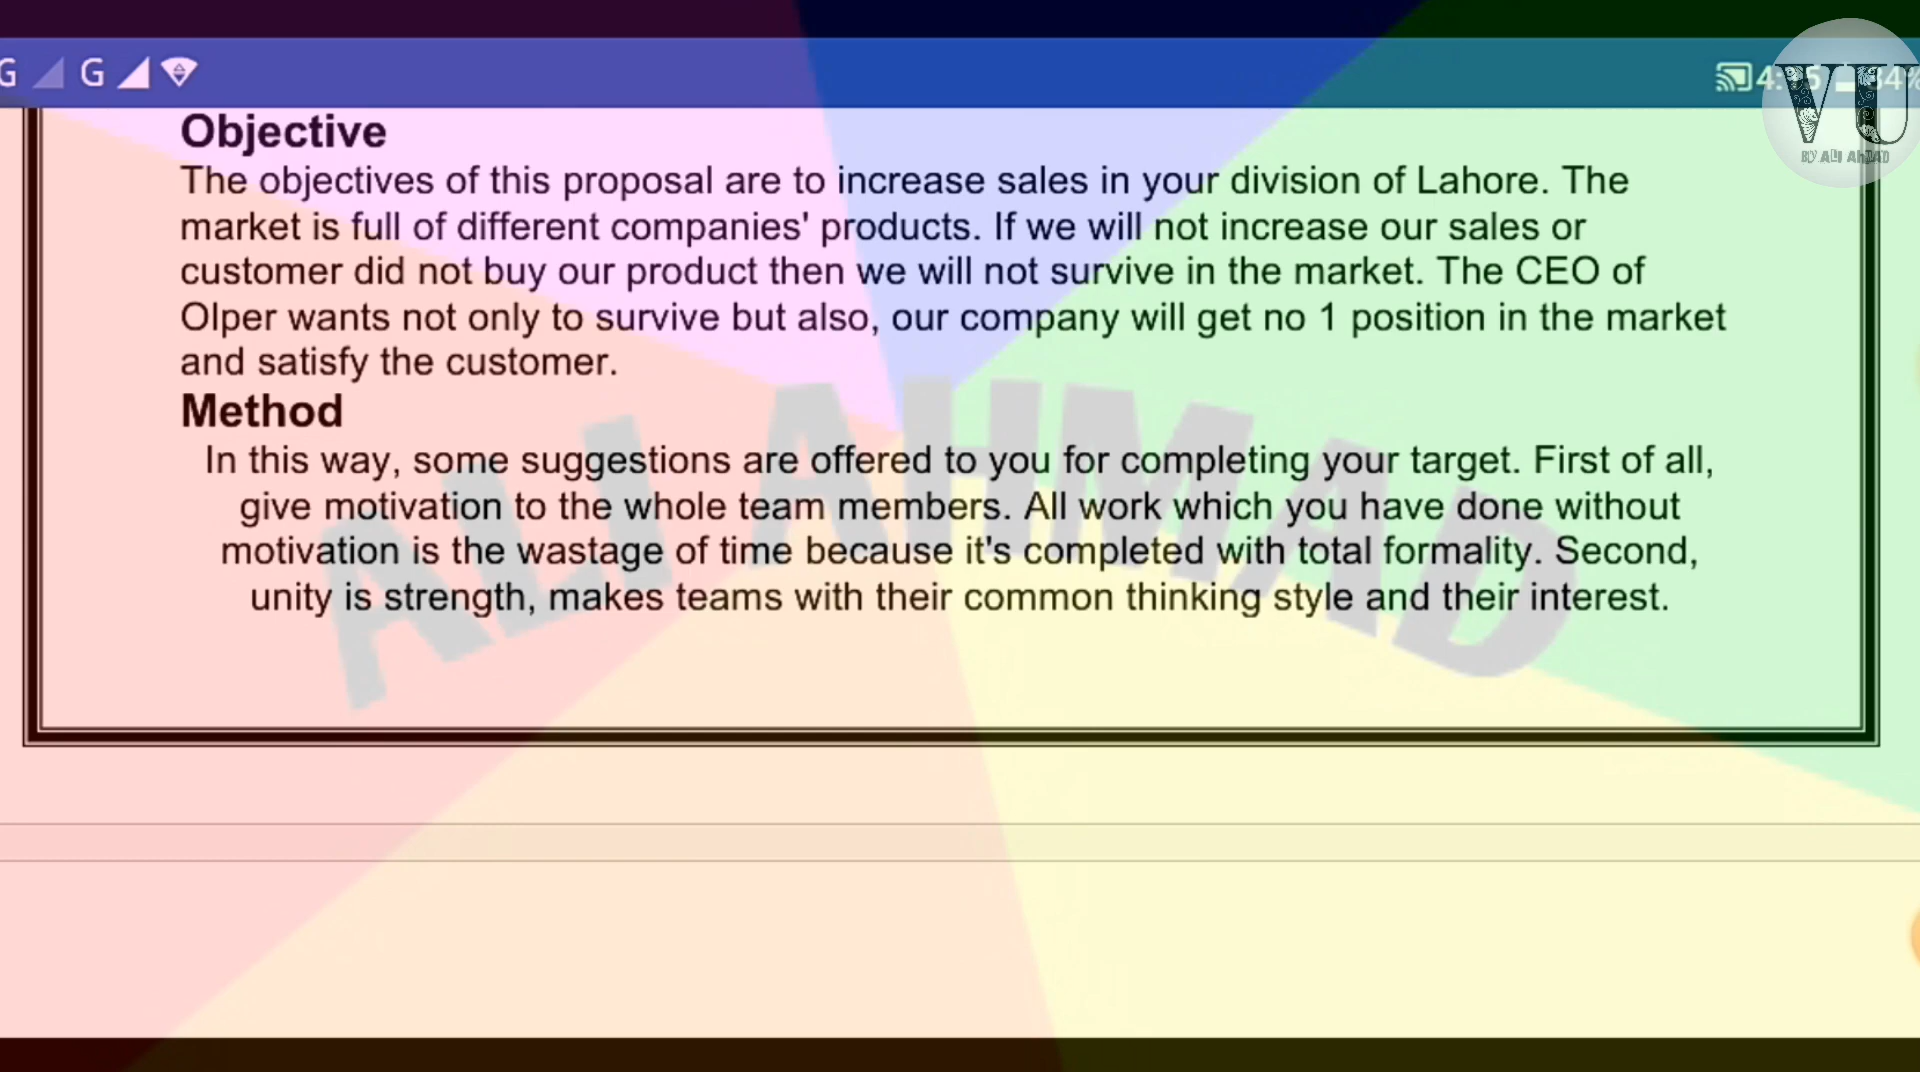 G G
Objective
The objectives of this proposal are to increase sales in your division of Lahore. The
market is full of different companies' products. If we will not increase our sales or
customer did not buy our product then we will not survive in the market. The CEO of
Olper wants not only to survive but also, our company will get no 1 position in the market
and satisfy the customer.
Method
In this way, some suggestions are offered to you for completing your target. First of all,
give motivation to the whole team members. All work which you have done without
motivation is the wastage of time because it's completed with total formality. Second,
unity is strength, makes teams with their common thinking style and their interest.
ALI AHMAD
VU
BY ALI AHMAD